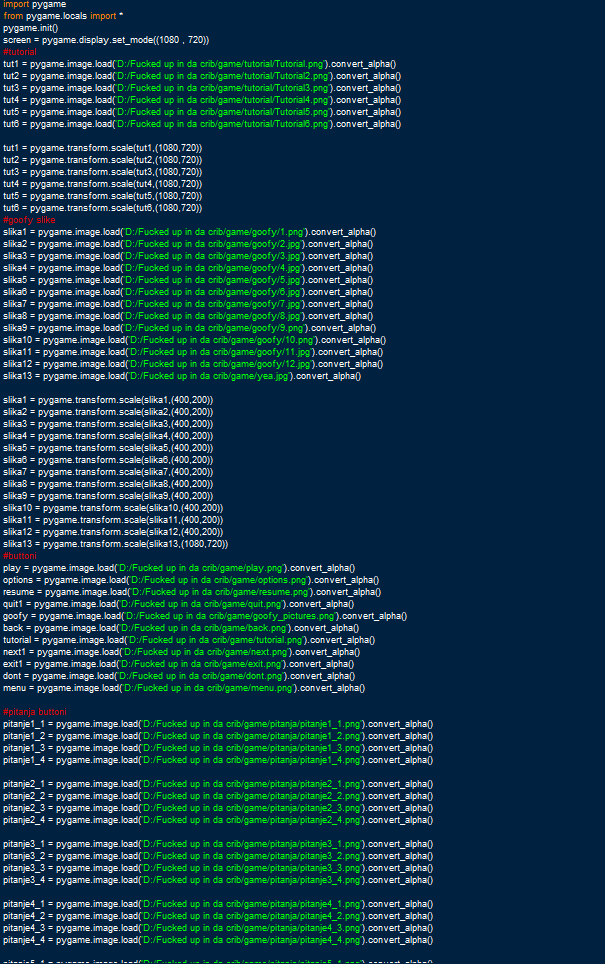 import pygame
from pygame.locals import *
pygame.init()
screen = pygame.display.set_mode((1080 , 720))
#tutorial
tut1 = pygame.image.load('D:/Fucked up in da crib/game/tutorial/Tutorial.png').convert_alpha()
tut2 = pygame.image.load('D:/Fucked up in da crib/game/tutorial/Tutorial2.png').convert_alpha()
tut3 = pygame.image.load('D:/Fucked up in da crib/game/tutorial/Tutorial3.png').convert_alpha()
tut4 = pygame.image.load('D:/Fucked up in da crib/game/tutorial/Tutorial4.png').convert_alpha()
tut5 = pygame.image.load('D:/Fucked up in da crib/game/tutorial/Tutorial5.png').convert_alpha()
tut6 = pygame.image.load('D:/Fucked up in da crib/game/tutorial/Tutorial6.png').convert_alpha()
tut1 = pygame.transform.scale(tut1,(1080,720))
tut2 = pygame.transform.scale(tut2,(1080,720))
tut3 = pygame.transform.scale(tut3,(1080,720))
tut4 = pygame.transform.scale(tut4,(1080,720))
tut5 = pygame.transform.scale(tut5,(1080,720))
tut6 = pygame.transform.scale(tut6,(1080,720))
#goofy slike
slika1 = pygame.image.load('D:/Fucked up in da crib/game/goofy/1.png').convert_alpha()
slika2 = pygame.image.load('D:/Fucked up in da crib/game/goofy/2.jpg').convert_alpha()
slika3 = pygame.image.load('D:/Fucked up in da crib/game/goofy/3.jpg').convert_alpha()
slika4 = pygame.image.load('D:/Fucked up in da crib/game/goofy/4.jpg').convert_alpha()
slika5 = pygame.image.load('D:/Fucked up in da crib/game/goofy/5.jpg').convert_alpha()
slika6 = pygame.image.load('D:/Fucked up in da crib/game/goofy/6.jpg').convert_alpha()
slika7 = pygame.image.load('D:/Fucked up in da crib/game/goofy/7.jpg').convert_alpha()
slika8 = pygame.image.load('D:/Fucked up in da crib/game/goofy/8.jpg').convert_alpha()
slika9 = pygame.image.load('D:/Fucked up in da crib/game/goofy/9.png').convert_alpha()
slika10 = pygame.image.load('D:/Fucked up in da crib/game/goofy/10.png').convert_alpha()
slika11 = pygame.image.load('D:/Fucked up in da crib/game/goofy/11.jpg').convert_alpha()
slika12 = pygame.image.load('D:/Fucked up in da crib/game/goofy/12.jpg').convert_alpha()
slika13 = pygame.image.load('D:/Fucked up in da crib/game/yea.jpg').convert_alpha()
slika1 = pygame.transform.scale(slika1,(400,200))
slika2 = pygame.transform.scale(slika2,(400,200))
slika3 = pygame.transform.scale(slika3,(400,200))
slika4 = pygame.transform.scale(slika4,(400,200))
slika5 = pygame.transform.scale(slika5,(400,200))
slika6 = pygame.transform.scale(slika6,(400,200))
slika7 = pygame.transform.scale(slika7,(400,200))
slika8 = pygame.transform.scale(slika8,(400,200))
slika9 = pygame.transform.scale(slika9,(400,200))
slika10 = pygame.transform.scale(slika10,(400,200))
slika11 = pygame.transform.scale(slika11,(400,200))
slika12 = pygame.transform.scale(slika12,(400,200))
slika13 = pygame.transform.scale(slika13,(1080,720))
#buttoni
play = pygame.image.load('D:/Fucked up in da crib/game/play.png').convert_alpha()
options = pygame.image.load('D:/Fucked up in da crib/game/options.png').convert_alpha()
resume = pygame.image.load('D:/Fucked up in da crib/game/resume.png').convert_alpha()
quit1 = pygame.image.load('D:/Fucked up in da crib/game/quit.png').convert_alpha()
goofy = pygame.image.load('D:/Fucked up in da crib/game/goofy_pictures.png').convert_alpha()
back = pygame.image.load('D:/Fucked up in da crib/game/back.png').convert_alpha()
tutorial = pygame.image.load('D:/Fucked up in da crib/game/tutorial.png').convert_alpha()
next1 = pygame.image.load('D:/Fucked up in da crib/game/next.png').convert_alpha()
exit1 = pygame.image.load('D:/Fucked up in da crib/game/exit.png').convert_alpha()
dont = pygame.image.load('D:/Fucked up in da crib/game/dont.png').convert_alpha()
menu = pygame.image.load('D:/Fucked up in da crib/game/menu.png').convert_alpha()
#pitanja buttoni
pitanje1_1 = pygame.image.load('D:/Fucked up in da crib/game/pitanja/pitanje1_1.png').convert_alpha()
pitanje1_2 = pygame.image.load('D:/Fucked up in da crib/game/pitanja/pitanje1_2.png').convert_alpha()
pitanje1_3 = pygame.image.load('D:/Fucked up in da crib/game/pitanja/pitanje1_3.png').convert_alpha()
pitanje1_4 = pygame.image.load('D:/Fucked up in da crib/game/pitanja/pitanje1_4.png').convert_alpha()
pitanje2_1 = pygame.image.load('D:/Fucked up in da crib/game/pitanja/pitanje2_1.png').convert_alpha()
pitanje2_2 = pygame.image.load('D:/Fucked up in da crib/game/pitanja/pitanje2_2.png').convert_alpha()
pitanje2_3 = pygame.image.load('D:/Fucked up in da crib/game/pitanja/pitanje2_3.png').convert_alpha()
pitanje2_4 = pygame.image.load('D:/Fucked up in da crib/game/pitanja/pitanje2_4.png').convert_alpha()
pitanje3_1 = pygame.image.load('D:/Fucked up in da crib/game/pitanja/pitanje3_1.png').convert_alpha()
pitanje3_2 = pygame.image.load('D:/Fucked up in da crib/game/pitanja/pitanje3_2.png').convert_alpha()
pitanje3_3 = pygame.image.load('D:/Fucked up in da crib/game/pitanja/pitanje3_3.png').convert_alpha()
pitanje3_4 = pygame.image.load('D:/Fucked up in da crib/game/pitanja/pitanje3_4.png').convert_alpha()
pitanje4_1 = pygame.image.load('D:/Fucked up in da crib/game/pitanja/pitanje4_1.png').convert_alpha()
pitanje4_2 = pygame.image.load('D:/Fucked up in da crib/game/pitanja/pitanje4_2.png').convert_alpha()
pitanje4_3 = pygame.image.load('D:/Fucked up in da crib/game/pitanja/pitanje4_3.png').convert_alpha()
pitanje4_4 = pygame.image.load('D:/Fucked up in da crib/game/pitanja/pitanje4_4.png').convert_alpha()